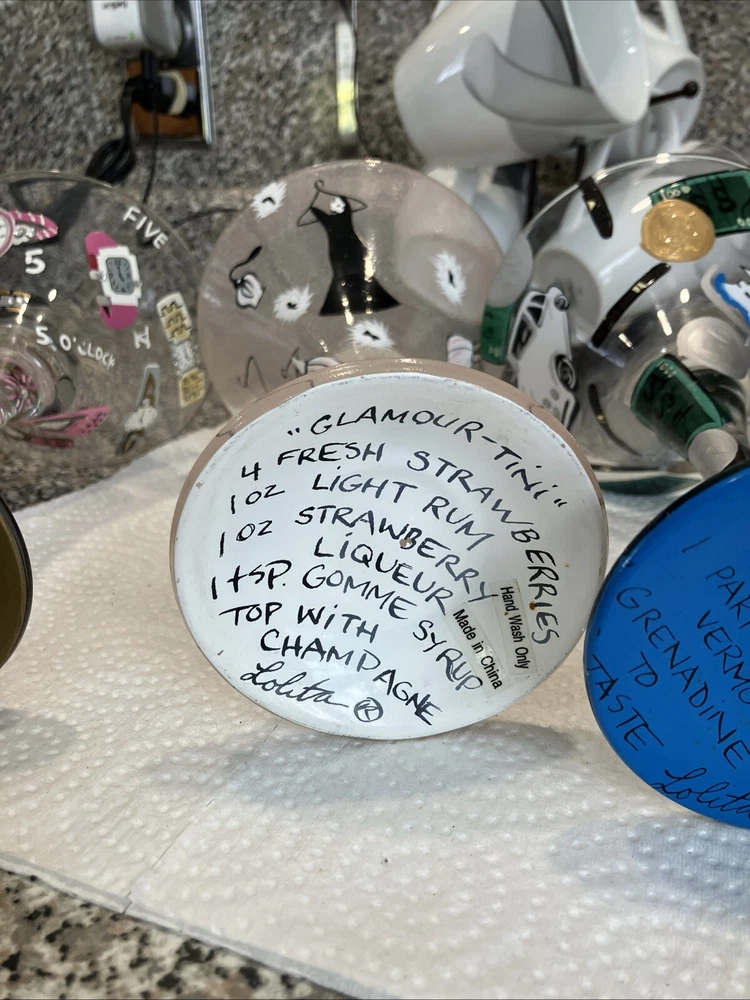 FIVE
5
5 O'CLOCK
"GLAMOUR-TINI"
4 FRESH STRAWBERRIES
1 OZ LIGHT RUM
1 OZ STRAWBERRY
LIQUEUR
1 tSP. GOMME SYRUP
TOP WITH
CHAMPAGNE
Lolita ®
Hand Wash Only
Made in China
1
GRENADINE
TO
TASTE
Lolita